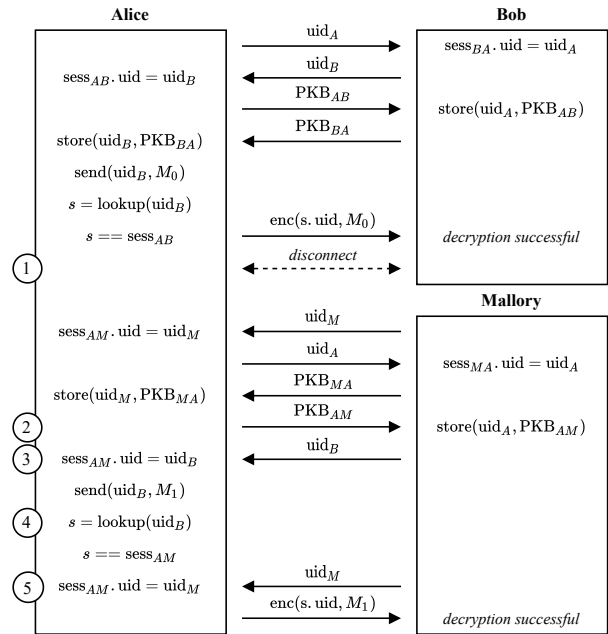 Alice Bob
uid_A sess_BA.uid = uid_A
sess_AB.uid = uid_B uid_B
PKB_AB store(uid_A, PKB_AB)
store(uid_B, PKB_BA) PKB_BA
send(uid_B, M_0)
s = lookup(uid_B)
s == sess_AB enc(s.uid, M_0) decryption successful
1 disconnect
Mallory
sess_AM.uid = uid_M uid_M
uid_A sess_MA.uid = uid_A
store(uid_M, PKB_MA) PKB_MA
2 PKB_AM store(uid_A, PKB_AM)
3 sess_AM.uid = uid_B uid_B
send(uid_B, M_1)
4 s = lookup(uid_B)
s == sess_AM
5 sess_AM.uid = uid_M uid_M
enc(s.uid, M_1) decryption successful